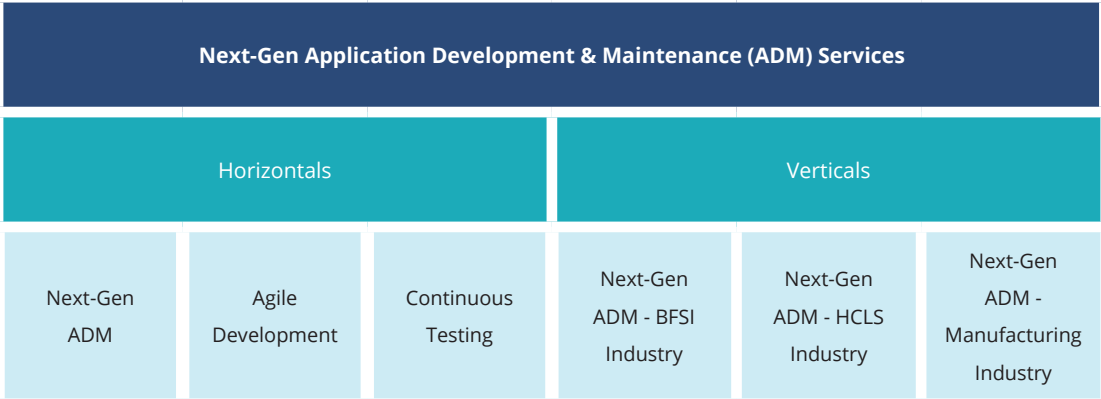 Next-Gen Application Development & Maintenance (ADM) Services
Horizontals
Verticals
Next-Gen
ADM
Agile
Development
Continuous
Testing
Next-Gen
ADM - BFSI
Industry
Next-Gen
ADM - HCLS
Industry
Next-Gen
ADM -
Manufacturing
Industry